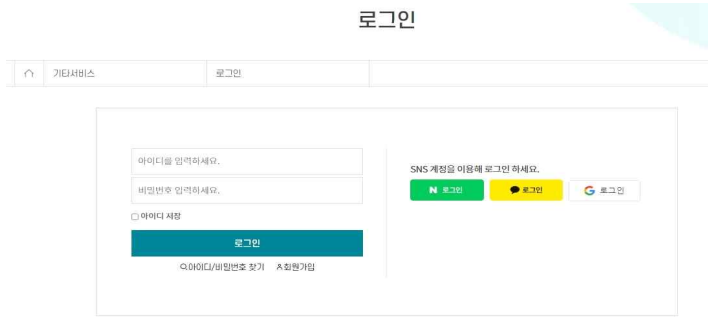 로그인
기타서비스
로그인
아이디를 입력하세요.
비밀번호 입력하세요.
아이디 저장
로그인
아이디/비밀번호 찾기 회원가입
SNS 계정을 이용해 로그인 하세요.
N 로그인
로그인
G 로그인